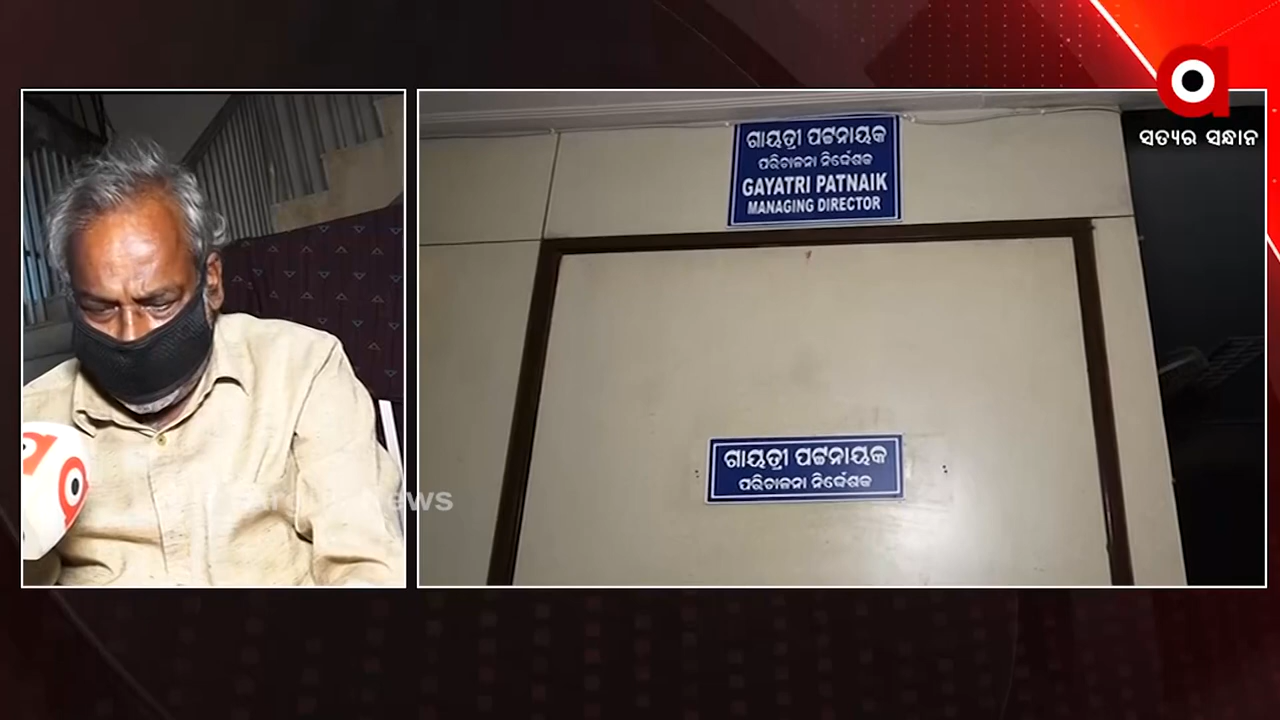 ସତ୍ୟର ସନ୍ଧାନ
ଗାୟତ୍ରୀ ପଟ୍ଟନାୟକ
ପରିଚାଳନା ନିର୍ଦ୍ଦେଶକ
GAYATRI PATNAIK
MANAGING DIRECTOR
ଗାୟତ୍ରୀ ପଟ୍ଟନାୟକ
ପରିଚାଳନା ନିର୍ଦ୍ଦେଶକ
news